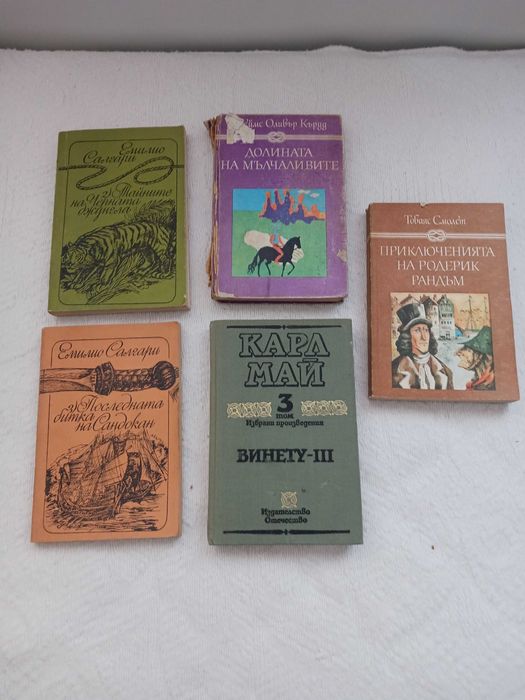 Емилио
Салгари
Тайните
на Черната
джунгла
Оливър Кърууд
ДОЛИНАТА
НА МЪЛЧАЛИВИТЕ
Тобиас Смолет
ПРИКЛЮЧЕНИЯТА
НА РОДЕРИК
РАНДЪМ
Емилио Салгари
Последната
битка
на Сандокан
КАРЛ
МАЙ
3
том
Избрани произведения
ВИНЕТУ-III
Издателство
Отечество